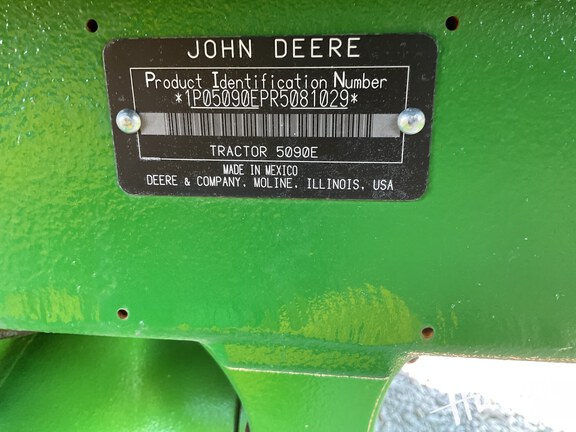 JOHN DEERE
Product Identification Number
*1P05090EPR5081029*
TRACTOR 5090E
MADE IN MEXICO
DEERE & COMPANY, MOLINE, ILLINOIS, USA